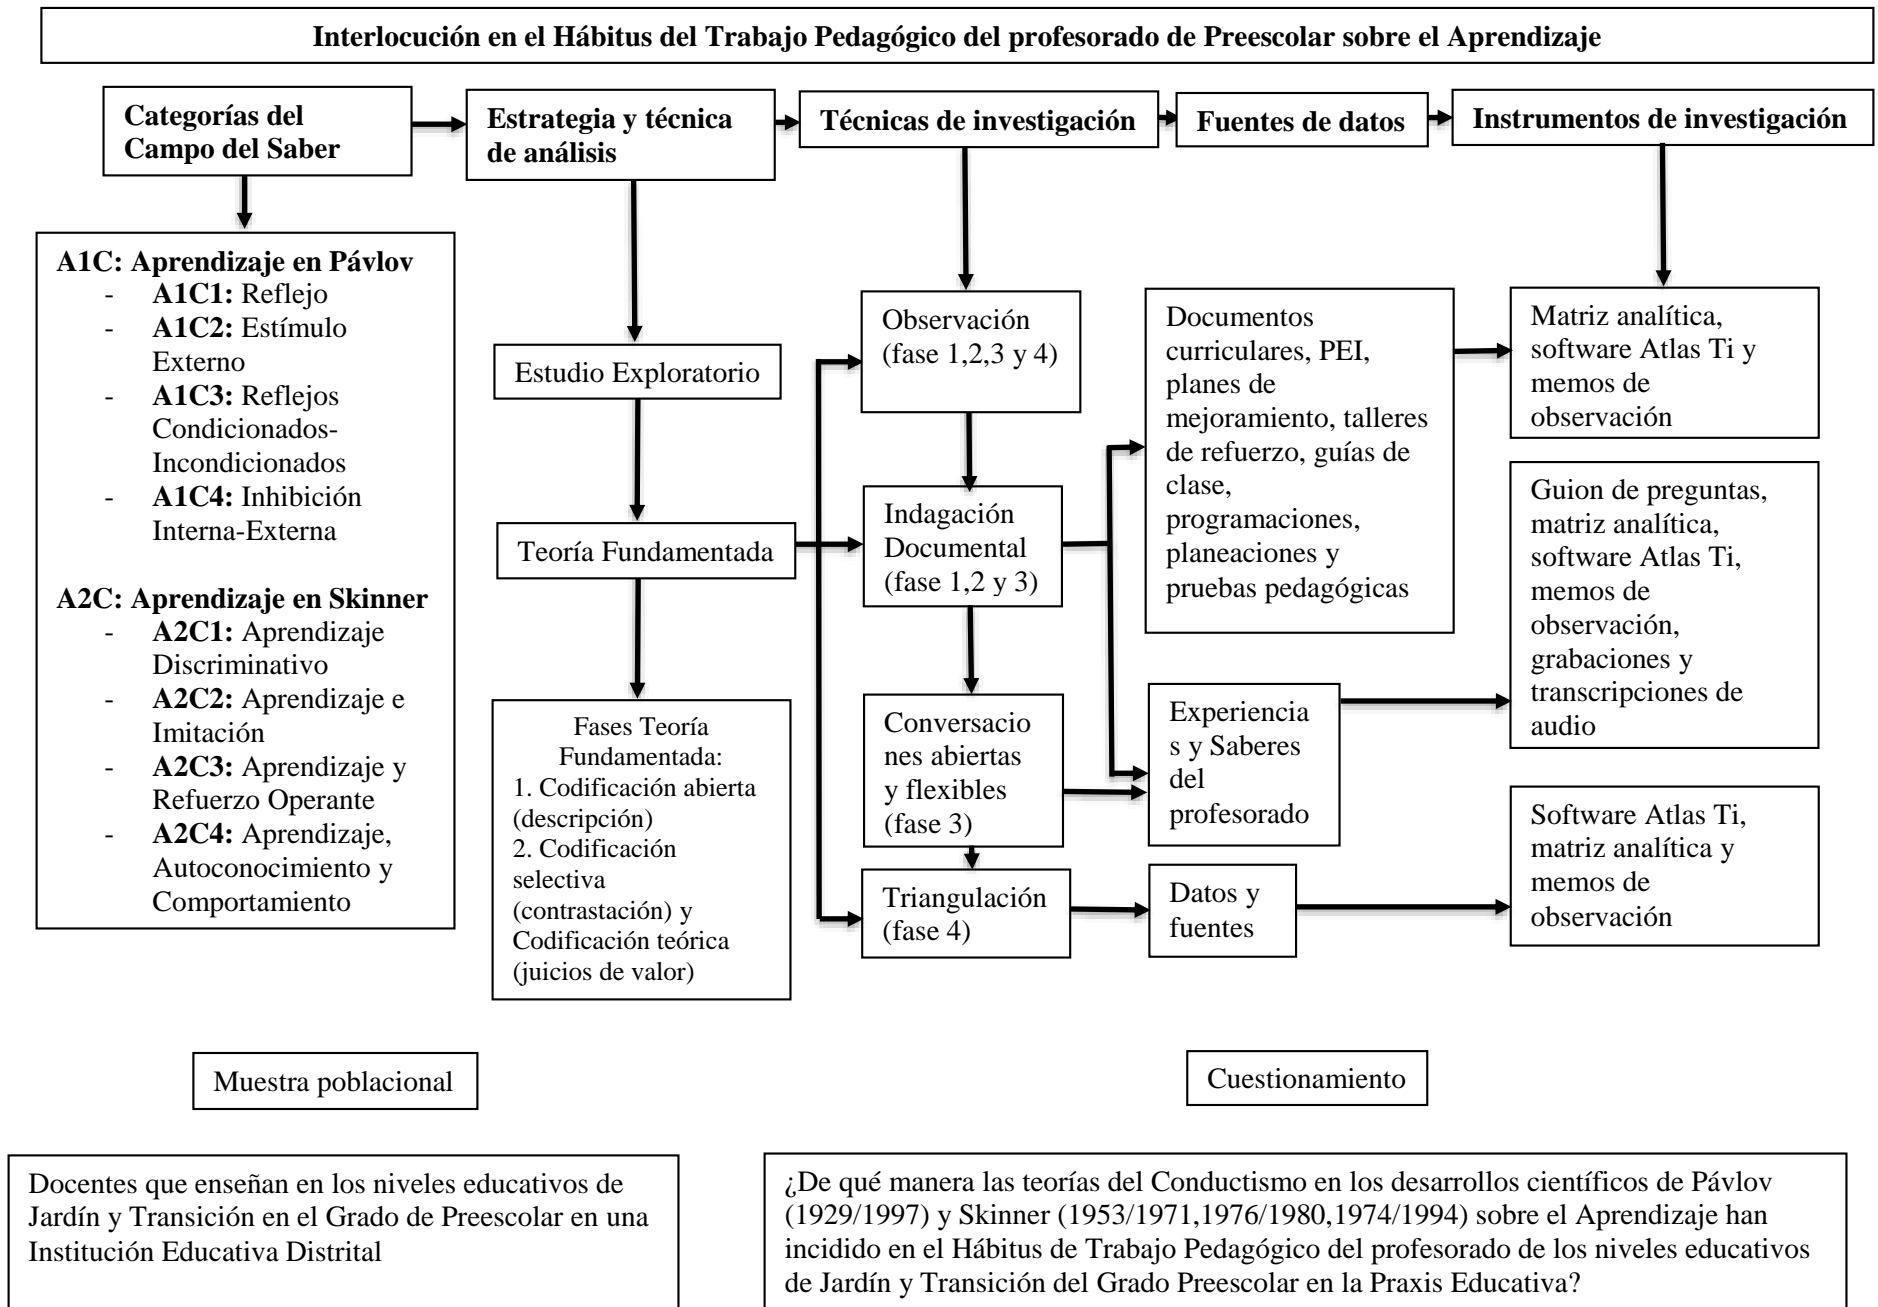 Interlocución en el Hábitus del Trabajo Pedagógico del profesorado de Preescolar sobre el Aprendizaje
Categorías del
Campo del Saber
Estrategia y técnica
de análisis
Técnicas de investigación
Fuentes de datos
Instrumentos de investigación
A1C: Aprendizaje en Pávlov
- A1C1: Reflejo
- A1C2: Estímulo
Externo
- A1C3: Reflejos
Condicionados-
Incondicionados
- A1C4: Inhibición
Interna-Externa
A2C: Aprendizaje en Skinner
- A2C1: Aprendizaje
Discriminativo
- A2C2: Aprendizaje e
Imitación
- A2C3: Aprendizaje y
Refuerzo Operante
- A2C4: Aprendizaje,
Autoconocimiento y
Comportamiento
Estudio Exploratorio
Teoría Fundamentada
Fases Teoría
Fundamentada:
1. Codificación abierta
(descripción)
2. Codificación
selectiva
(contrastación) y
Codificación teórica
(juicios de valor)
Observación
(fase 1,2,3 y 4)
Indagación
Documental
(fase 1,2 y 3)
Conversacio
nes abiertas
y flexibles
(fase 3)
Triangulación
(fase 4)
Documentos
curriculares, PEI,
planes de
mejoramiento, talleres
de refuerzo, guías de
clase,
programaciones,
planeaciones y
pruebas pedagógicas
Experiencia
s y Saberes
del
profesorado
Datos y
fuentes
Matriz analítica,
software Atlas Ti y
memos de
observación
Guion de preguntas,
matriz analítica,
software Atlas Ti,
memos de
observación,
grabaciones y
transcripciones de
audio
Software Atlas Ti,
matriz analítica y
memos de
observación
Muestra poblacional
Cuestionamiento
Docentes que enseñan en los niveles educativos de
Jardín y Transición en el Grado de Preescolar en una
Institución Educativa Distrital
¿De qué manera las teorías del Conductismo en los desarrollos científicos de Pávlov
(1929/1997) y Skinner (1953/1971,1976/1980,1974/1994) sobre el Aprendizaje han
incidido en el Hábitus de Trabajo Pedagógico del profesorado de los niveles educativos
de Jardín y Transición del Grado Preescolar en la Praxis Educativa?